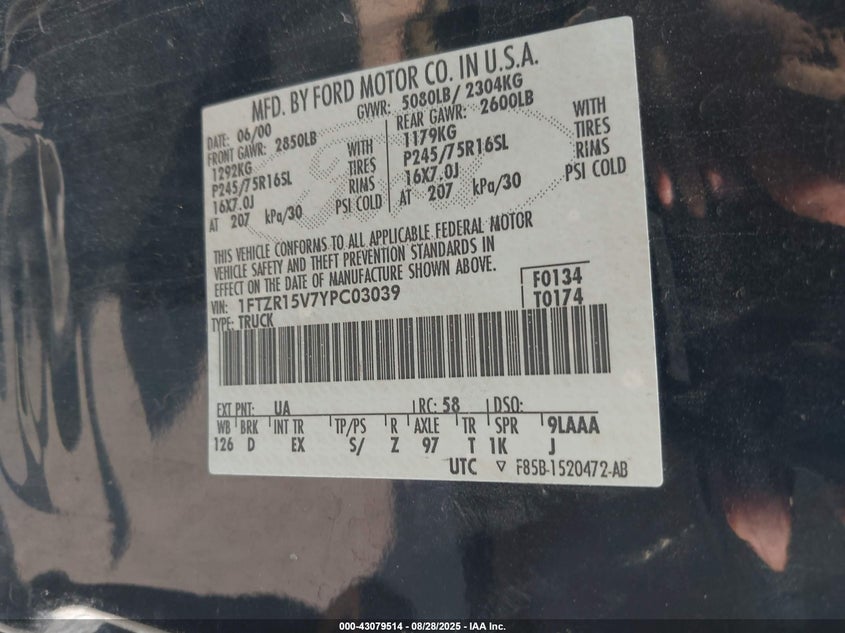 MFD. BY FORD MOTOR CO. IN U.S.A.
DATE: 06/00 GVWR: 5080LB/ 2304KG
FRONT GAWR: 2850LB REAR GAWR: 2600LB
1292KG WITH 1179KG WITH
P245/75R16SL TIRES P245/75R16SL TIRES
16X7.0J RIMS 16X7.0J RIMS
AT 207 kPa/30 PSI COLD AT 207 kPa/30 PSI COLD
THIS VEHICLE CONFORMS TO ALL APPLICABLE FEDERAL MOTOR
VEHICLE SAFETY AND THEFT PREVENTION STANDARDS IN
EFFECT ON THE DATE OF MANUFACTURE SHOWN ABOVE.
VIN: 1FTZR15V7YPC03039 F0134
TYPE: TRUCK T0174
EXT PNT: UA RC: 58 DSO:
WB BRK INT TR TP/PS R AXLE TR SPR 9LAAA
126 D EX S/ Z 97 T 1K J
UTC ▽ F85B-1520472-AB
000-43079514 - 08/28/2025 - IAA Inc.